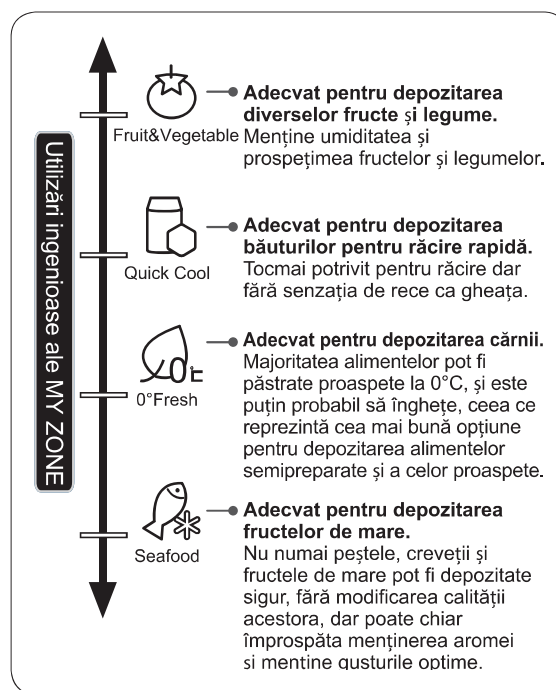 Utilizări ingenioase ale MY ZONE
Fruit&Vegetable
Adecvat pentru depozitarea
diverselor fructe și legume.
Menține umiditatea și
prospețimea fructelor și legumelor.
Quick Cool
Adecvat pentru depozitarea
băuturilor pentru răcire rapidă.
Tocmai potrivit pentru răcire dar
fără senzația de rece ca gheața.
0°Fresh
Adecvat pentru depozitarea cărnii.
Majoritatea alimentelor pot fi
păstrate proaspete la 0°C, și este
puțin probabil să înghețe, ceea ce
reprezintă cea mai bună opțiune
pentru depozitarea alimentelor
semipreparate și a celor proaspete.
Seafood
Adecvat pentru depozitarea
fructelor de mare.
Nu numai peștele, creveții și
fructele de mare pot fi depozitate
sigur, fără modificarea calității
acestora, dar poate chiar
împrospăta menținerea aromei
și menține gusturile optime.